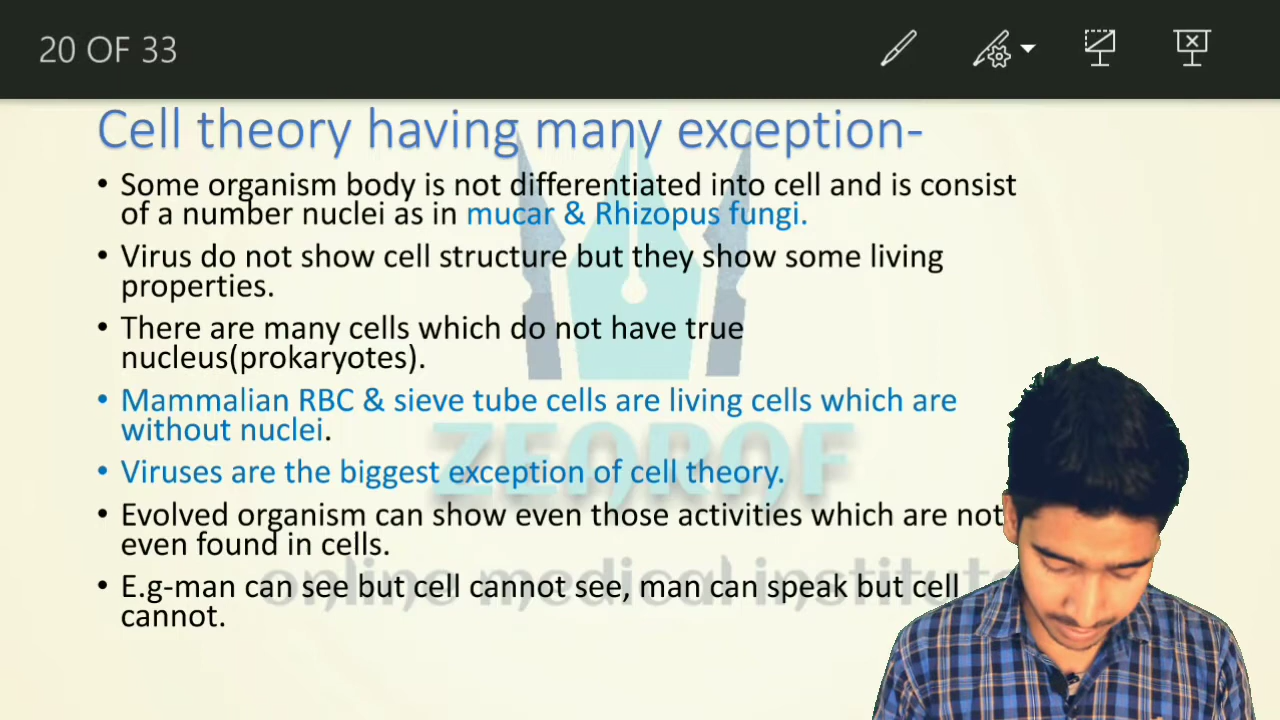 20 OF 33
Cell theory having many exception-
• Some organism body is not differentiated into cell and is consist
of a number nuclei as in mucar & Rhizopus fungi.
• Virus do not show cell structure but they show some living
properties.
• There are many cells which do not have true
nucleus(prokaryotes).
• Mammalian RBC & sieve tube cells are living cells which are
without nuclei.
ZEQROF
• Viruses are the biggest exception of cell theory.
• Evolved organism can show even those activities which are not
even found in cells.
online medical institute
• E.g-man can see but cell cannot see, man can speak but cell
cannot.